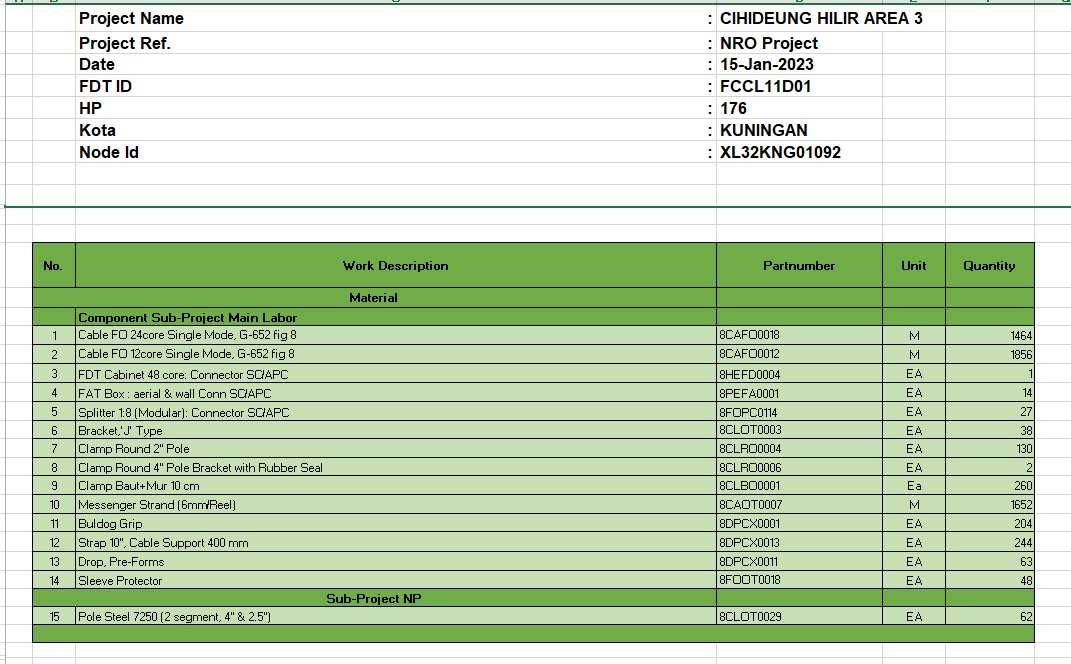 Project Name : CIHIDEUNG HILIR AREA 3
Project Ref. : NRO Project
Date : 15-Jan-2023
FDT ID : FCCL11D01
HP : 176
Kota : KUNINGAN
Node Id : XL32KNG01092
No. Work Description Partnumber Unit Quantity
Material
Component Sub-Project Main Labor
1 Cable FO 24core Single Mode, G-652 fig 8 8CAFO0018 M 1464
2 Cable FO 12core Single Mode, G-652 fig 8 8CAFO0012 M 1856
3 FDT Cabinet 48 core: Connector SC/APC 8HEFD0004 EA 1
4 FAT Box : aerial & wall Conn SC/APC 8PEFA0001 EA 14
5 Splitter 1:8 (Modular): Connector SC/APC 8FOPC0114 EA 27
6 Bracket,'J' Type 8CLOT0003 EA 38
7 Clamp Round 2" Pole 8CLRO0004 EA 130
8 Clamp Round 4" Pole Bracket with Rubber Seal 8CLRO0006 EA 2
9 Clamp Baut+Mur 10 cm 8CLBO0001 Ea 260
10 Messenger Strand (6mm/Reel) 8CAOT0007 M 1652
11 Buldog Grip 8DPCX0001 EA 204
12 Strap 10", Cable Support 400 mm 8DPCX0013 EA 244
13 Drop, Pre-Forms 8DPCX0011 EA 63
14 Sleeve Protector 8FOOT0018 EA 48
Sub-Project NP
15 Pole Steel 7250 (2 segment, 4" & 2.5") 8CLOT0029 EA 62